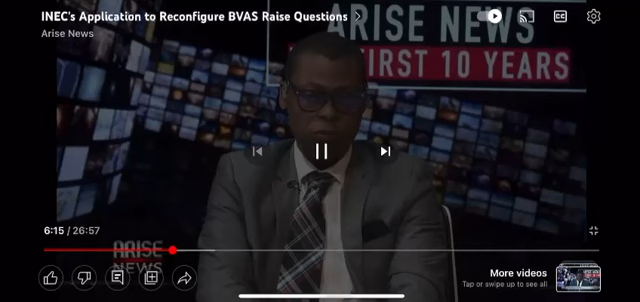 INEC's Application to Reconfigure BVAS Raise Questions
Arise News
CC
ARISE NEWS
FIRST 10 YEARS
6:15 / 26:57
ARISE
NEWS
More videos
Tap or swipe up to see all